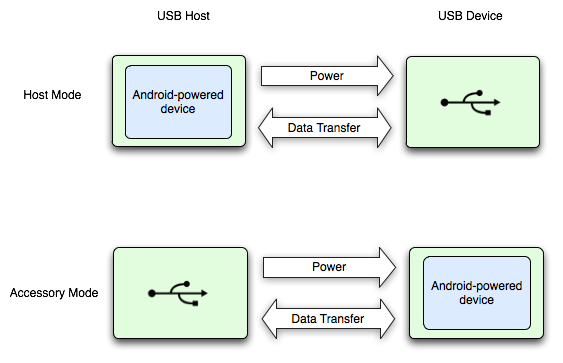 USB Host
USB Device
Host Mode
Android-powered
device
Power
Data Transfer
Accessory Mode
Power
Data Transfer
Android-powered
device